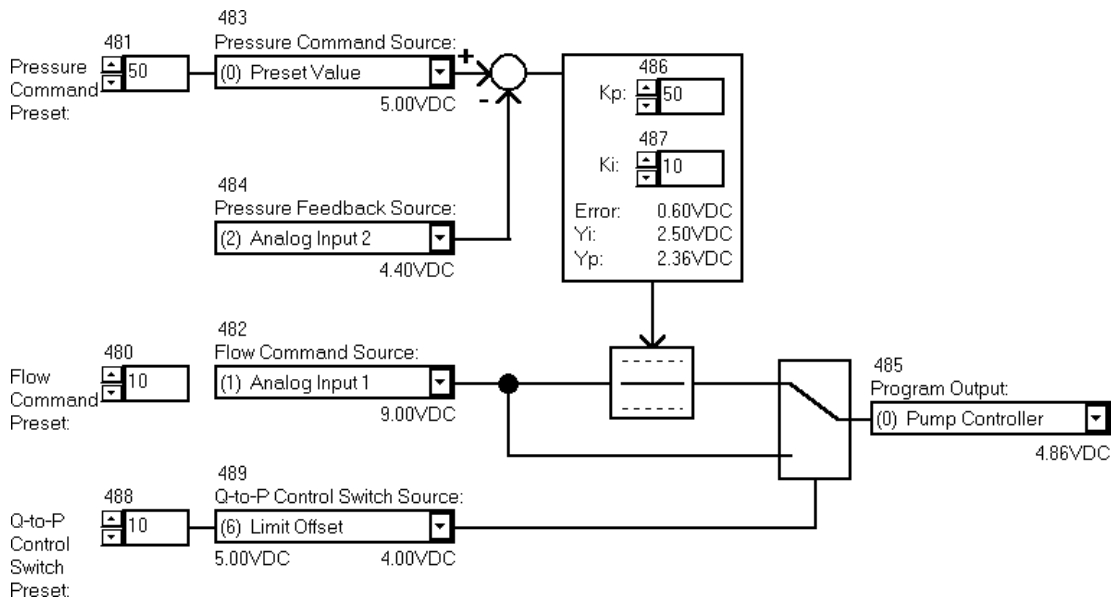 483
481
Pressure Command Source:
Pressure
Command
Preset:
50
(0) Preset Value
+
-
5.00VDC
486
Kp:
50
487
Ki:
10
Error: 0.60VDC
Yi: 2.50VDC
Yp: 2.36VDC
484
Pressure Feedback Source:
(2) Analog Input 2
4.40VDC
482
480
Flow Command Source:
Flow
Command
Preset:
10
(1) Analog Input 1
9.00VDC
485
Program Output:
(0) Pump Controller
4.86VDC
489
488
Q-to-P Control Switch Source:
Q-to-P
Control
Switch
Preset:
10
(6) Limit Offset
5.00VDC 4.00VDC